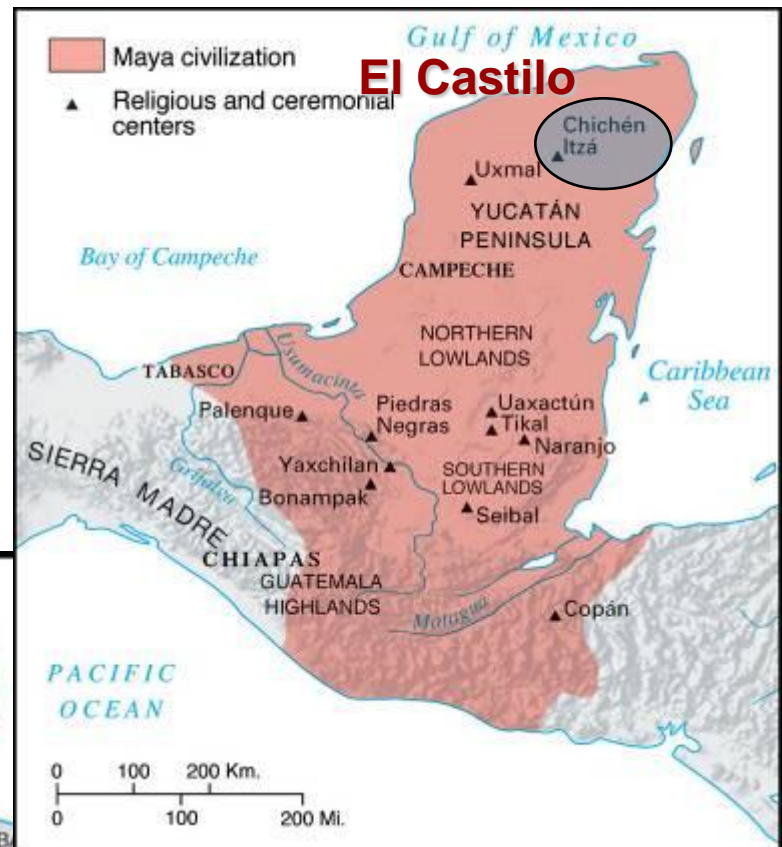 Gulf of Mexico
Maya civilization
El Castilo
Religious and ceremonial
centers
Chichén
Itzá
Uxmal
YUCATÁN
PENINSULA
Bay of Campeche
CAMPECHE
NORTHERN
LOWLANDS
Usumacinta
TABASCO
Caribbean
Sea
Palenque
Piedras
Negras
Uaxactún
Tikal
Naranjo
Yaxchilan
SIERRA MADRE
Grijalva
SOUTHERN
LOWLANDS
Bonampak
Seibal
CHIAPAS
GUATEMALA
HIGHLANDS
Motagua
Copán
PACIFIC
OCEAN
0 100 200 Km.
0 100 200 Mi.